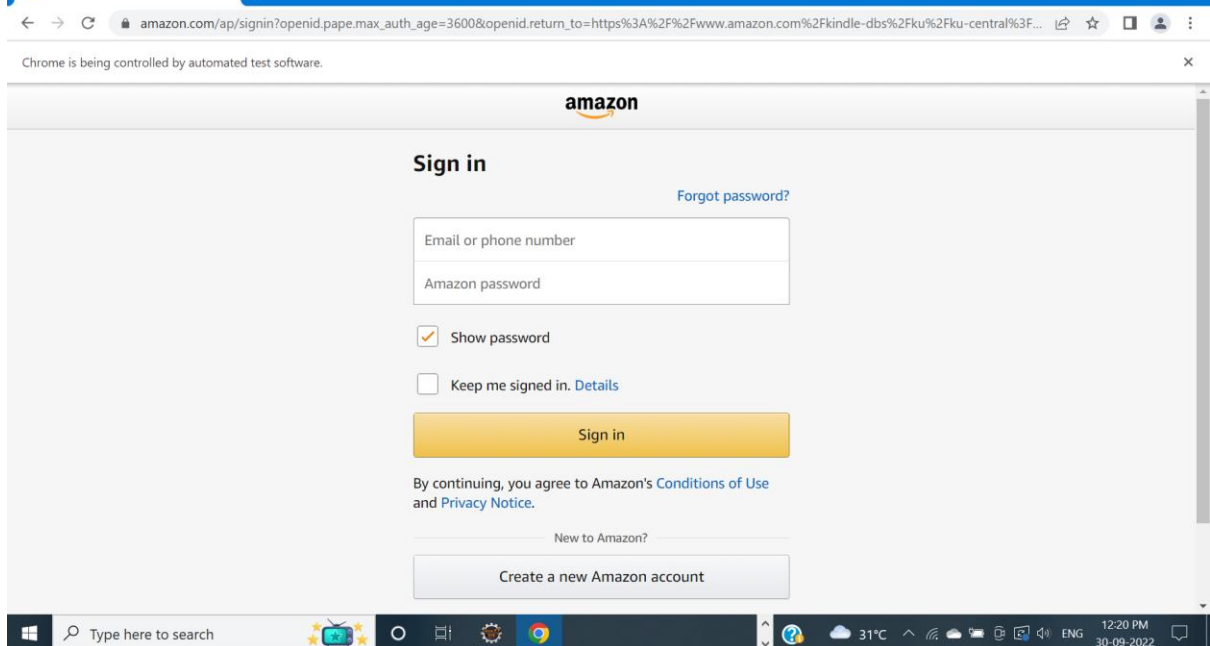 amazon.com/ap/signin?openid.pape.max_auth_age=3600&openid.return_to=https%3A%2F%2Fwww.amazon.com%2Fkindle-dbs%2Fku%2Fku-central%3F...
Chrome is being controlled by automated test software.
amazon
Sign in
Forgot password?
Email or phone number
Amazon password
Show password
Keep me signed in. Details
Sign in
By continuing, you agree to Amazon's Conditions of Use
and Privacy Notice.
New to Amazon?
Create a new Amazon account
Type here to search
31°C
ENG
12:20 PM
30-09-2022